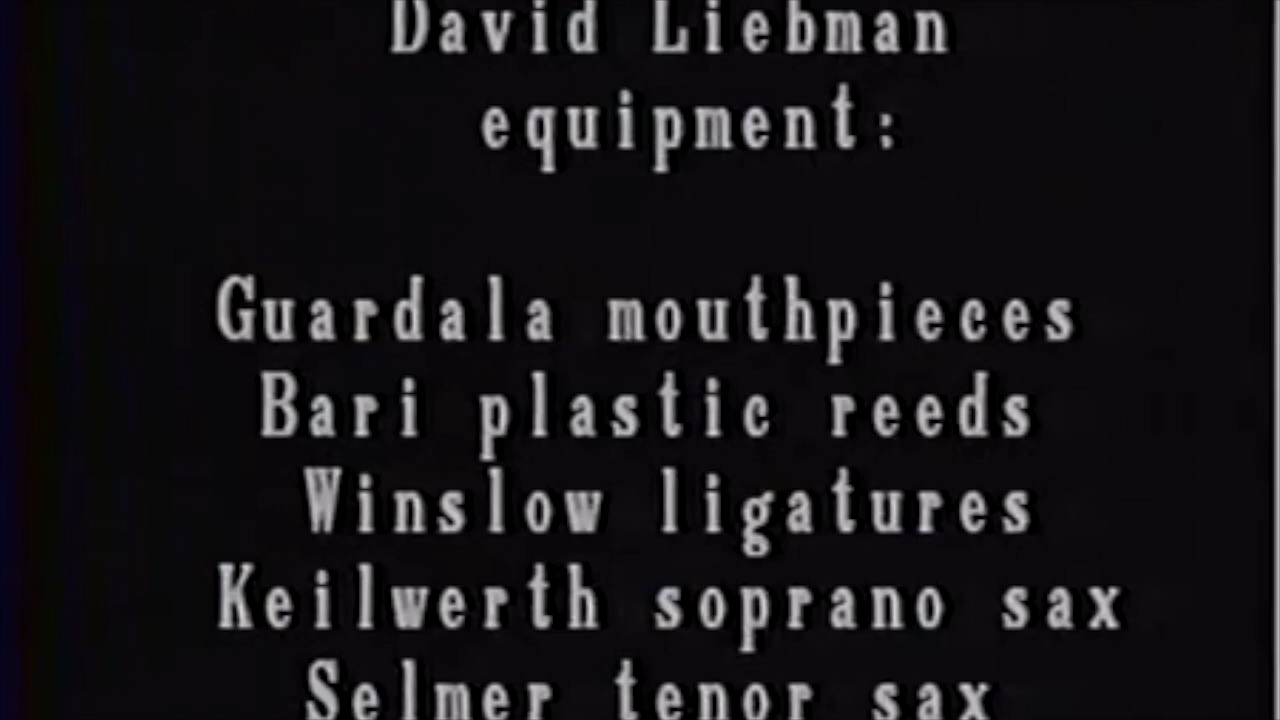 David Liebman
equipment:
Guardala mouthpieces
Bari plastic reeds
Winslow ligatures
Keilwerth soprano sax
Selmer tenor sax